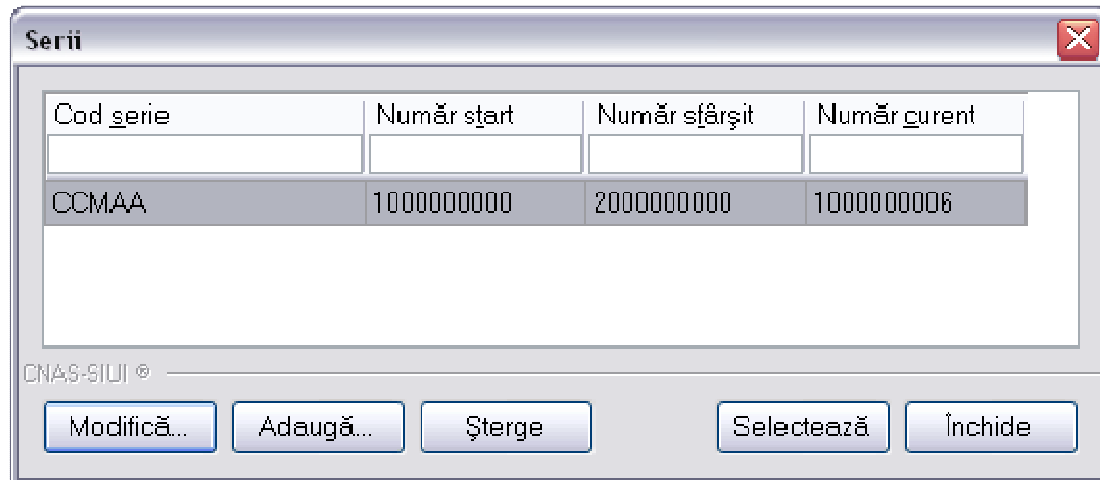 Serii
Cod serie Număr start Număr sfârşit Număr curent
CCMAA 1000000000 2000000000 1000000006
CNAS-SIUI ®
Modifică... Adaugă... Şterge Selectează Închide